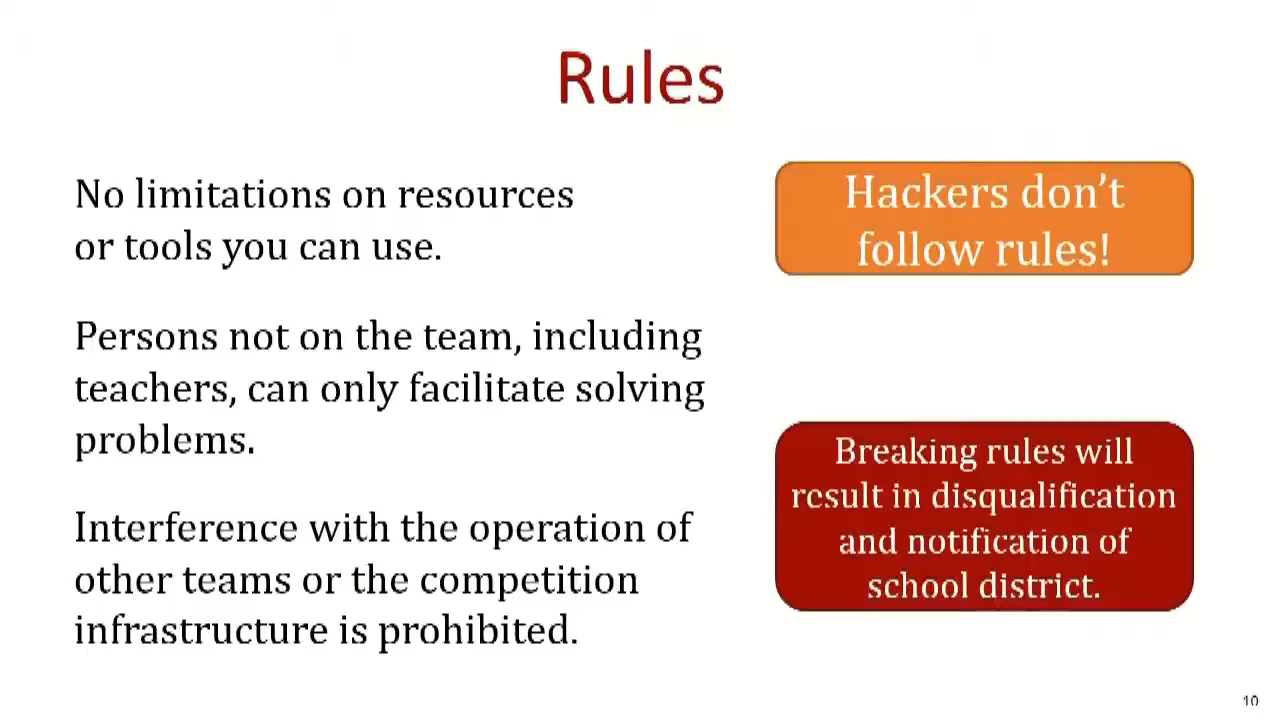 Rules
No limitations on resources
or tools you can use.
Hackers don’t
follow rules!
Persons not on the team, including
teachers, can only facilitate solving
problems.
Interference with the operation of
other teams or the competition
infrastructure is prohibited.
Breaking rules will
result in disqualification
and notification of
school district.
10